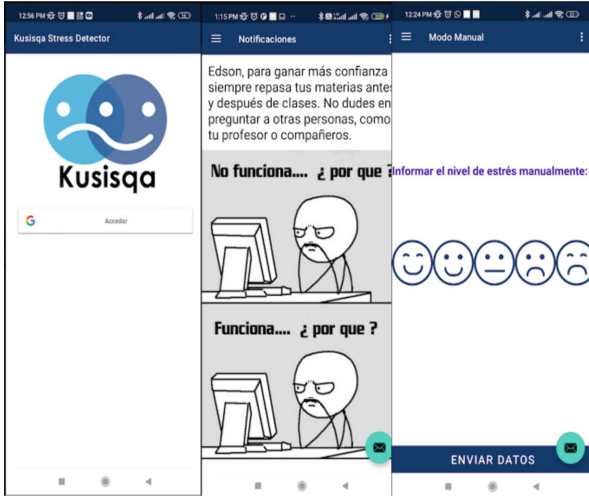 12:56 PM
Kusisqa Stress Detector
Kusisqa
G
Acceder
1:15 PM
Notificaciones
Edson, para ganar más confianza
siempre repasa tus materias antes
y después de clases. No dudes en
preguntar a otras personas, como
tu profesor o compañeros.
No funciona.... ¿ por que ?
Funciona.... ¿ por que ?
12:24 PM
Modo Manual
Informar el nivel de estrés manualmente:
ENVIAR DATOS